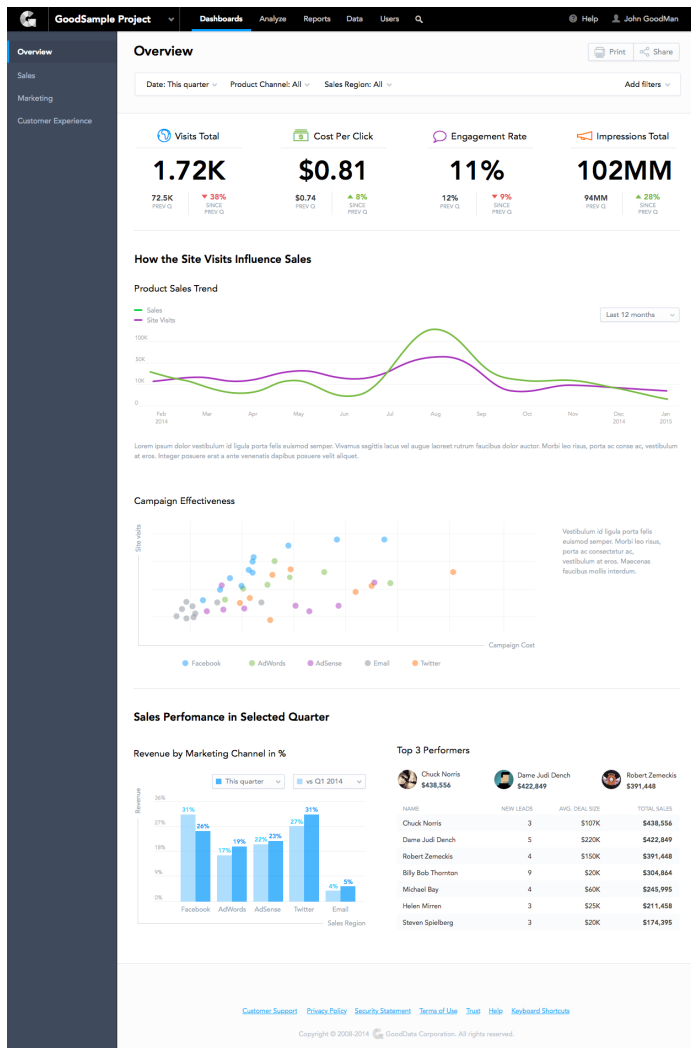 GoodSample Project
Dashboards Analyze Reports Data Users
Help John GoodMan
Overview
Sales
Marketing
Customer Experience
Overview
Print Share
Date: This quarter Product Channel: All Sales Region: All Add filters
Visits Total Cost Per Click Engagement Rate Impressions Total
1.72K $0.81 11% 102MM
72.5K 38% $0.74 8% 12% 9% 94MM 28%
PREV Q SINCE PREV Q SINCE PREV Q SINCE PREV Q SINCE
PREV Q PREV Q PREV Q PREV Q
How the Site Visits Influence Sales
Product Sales Trend
Sales
Site Visits
Last 12 months
100K
50K
10K
0
Feb Mar Apr May Jun Jul Aug Sep Oct Nov Dec Jan
2014 2014 2015
Lorem ipsum dolor vestibulum id ligula porta felis euismod semper. Vivamus sagittis lacus vel augue laoreet rutrum faucibus dolor auctor. Morbi leo risus, porta ac conse ac, vestibulum
at eros. Integer posuere erat a ante venenatis dapibus posuere velit aliquet.
Campaign Effectiveness
Site visits
Vestibulum id ligula porta felis
euismod semper. Morbi leo risus,
porta ac consectetur ac,
vestibulum at eros. Maecenas
faucibus mollis interdum.
Campaign Cost
Facebook AdWords AdSense Email Twitter
Sales Perfomance in Selected Quarter
Revenue by Marketing Channel in %
This quarter vs Q1 2014
Revenue
36%
27%
18%
9%
0%
31% 26% 17% 19% 22% 23% 27% 31% 4% 5%
Facebook AdWords AdSense Twitter Email
Sales Region
Top 3 Performers
Chuck Norris Dame Judi Dench Robert Zemeckis
$438,556 $422,849 $391,448
NAME NEW LEADS AVG. DEAL SIZE TOTAL SALES
Chuck Norris 3 $107K $438,556
Dame Judi Dench 5 $220K $422,849
Robert Zemeckis 4 $150K $391,448
Billy Bob Thornton 9 $20K $304,864
Michael Bay 4 $60K $245,995
Helen Mirren 3 $25K $211,458
Steven Spielberg 3 $20K $174,395
Customer Support Privacy Policy Security Statement Terms of Use Trust Help Keyboard Shortcuts
Copyright © 2008-2014 GoodData Corporation. All rights reserved.